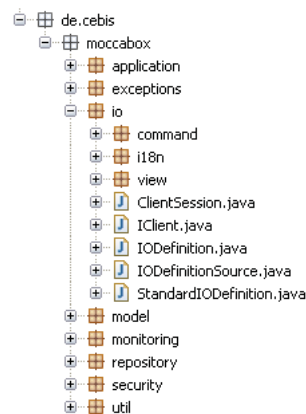 de.cebis
moccabox
application
exceptions
io
command
i18n
view
ClientSession.java
IClient.java
IODefinition.java
IODefinitionSource.java
StandardIODefinition.java
model
monitoring
repository
security
util